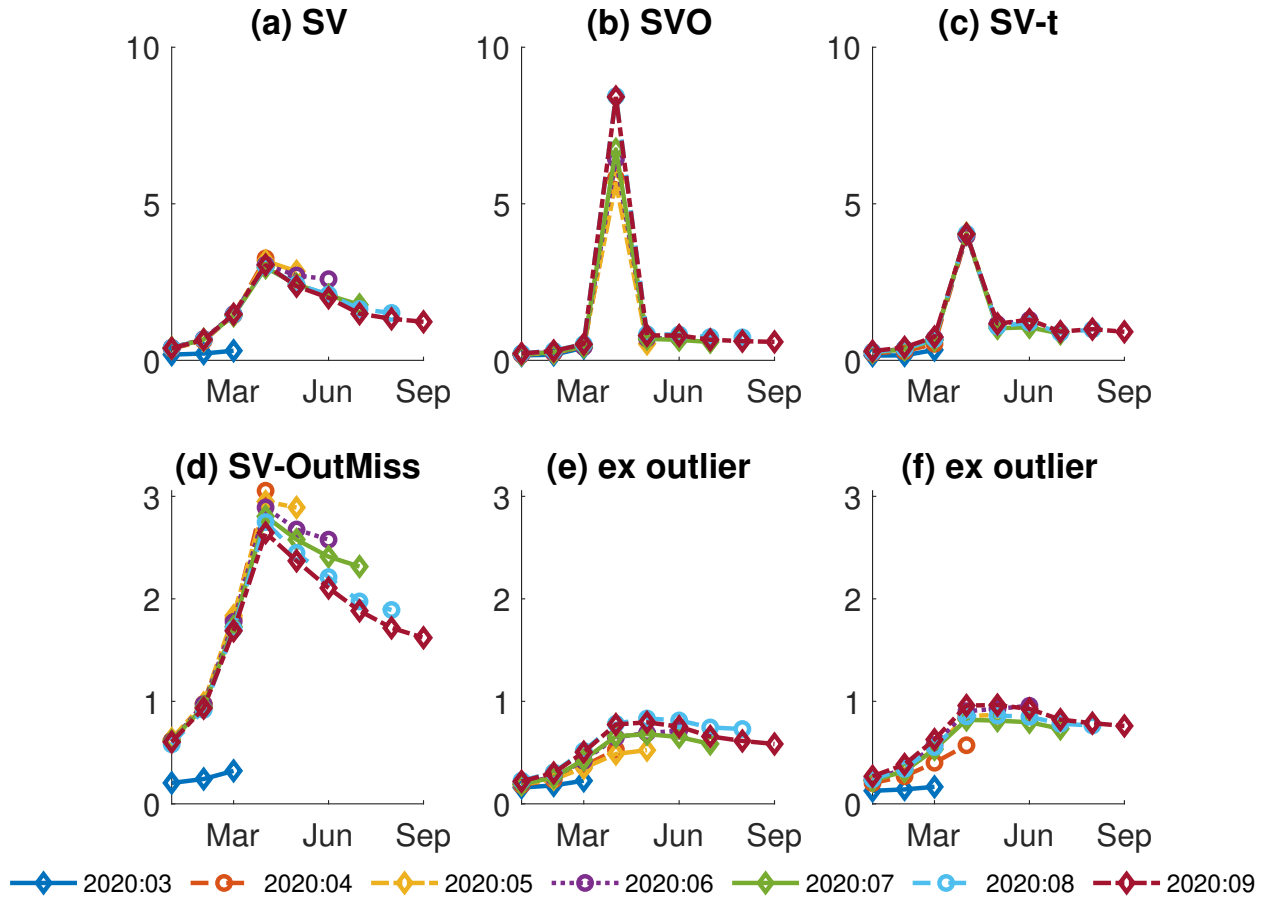 (a) SV (b) SVO (c) SV-t
10 10 10
5 5 5
0 0 0
Mar Jun Sep Mar Jun Sep Mar Jun Sep
(d) SV-OutMiss (e) ex outlier (f) ex outlier
3 3 3
2 2 2
1 1 1
0 0 0
Mar Jun Sep Mar Jun Sep Mar Jun Sep
2020:03 2020:04 2020:05 2020:06 2020:07 2020:08 2020:09